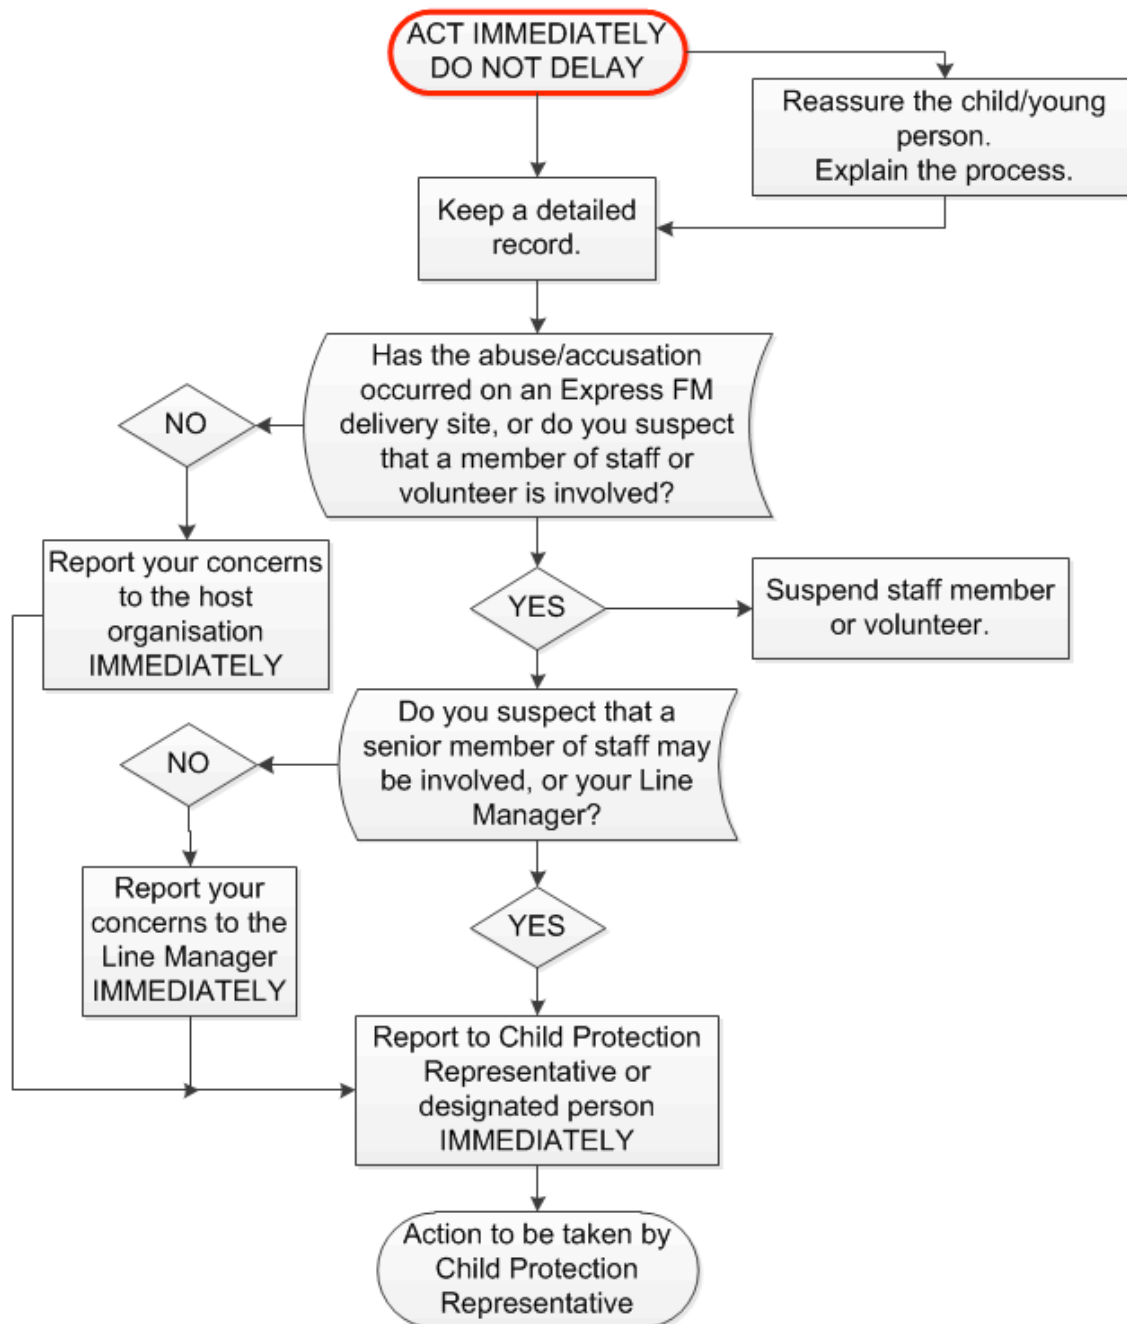 ACT IMMEDIATELY
DO NOT DELAY
Reassure the child/young
person.
Explain the process.
Keep a detailed
record.
Has the abuse/accusation
occurred on an Express FM
delivery site, or do you suspect
that a member of staff or
volunteer is involved?
NO
Report your concerns
to the host
organisation
IMMEDIATELY
YES
Suspend staff member
or volunteer.
Do you suspect that a
senior member of staff may
be involved, or your Line
Manager?
NO
Report your
concerns to the
Line Manager
IMMEDIATELY
YES
Report to Child Protection
Representative or
designated person
IMMEDIATELY
Action to be taken by
Child Protection
Representative